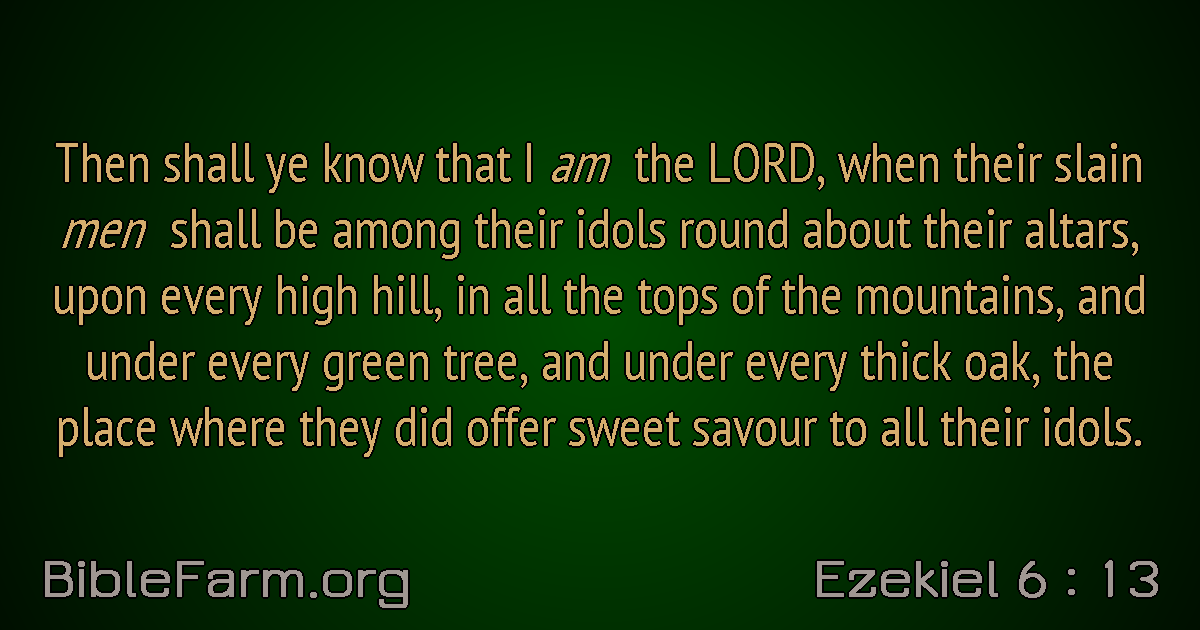 Then shall ye know that I am the LORD, when their slain
men shall be among their idols round about their altars,
upon every high hill, in all the tops of the mountains, and
under every green tree, and under every thick oak, the
place where they did offer sweet savour to all their idols.
BibleFarm.org
Ezekiel 6 : 13